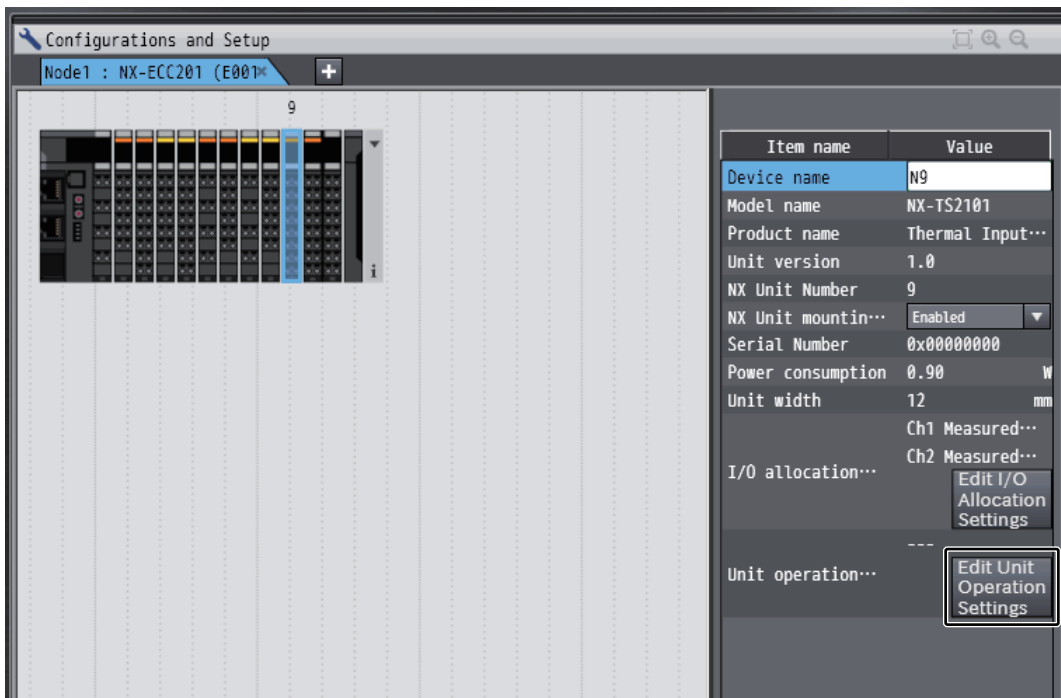 Configurations and Setup
Node1 : NX-ECC201 (E001
9
Item name Value
Device name N9
Model name NX-TS2101
Product name Thermal Input…
Unit version 1.0
NX Unit Number 9
NX Unit mountin… Enabled
Serial Number 0x00000000
Power consumption 0.90 W
Unit width 12 mm
Ch1 Measured…
Ch2 Measured…
I/O allocation…
Edit I/O
Allocation
Settings
---
Unit operation…
Edit Unit
Operation
Settings